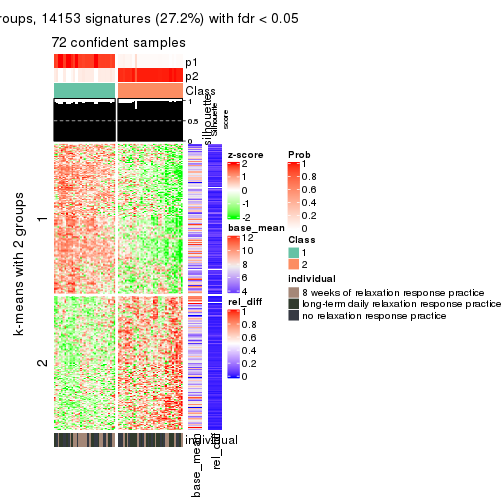 roups, 14153 signatures (27.2%) with fdr < 0.05
72 confident samples
p1
p2
Class
silhouette
Silhouette
score
1
0.5
0
k-means with 2 groups
1
2
z-score
2
1
0
-1
-2
base_mean
12
10
8
6
4
rel_diff
1
0.8
0.6
0.4
0.2
0
Prob
1
0.8
0.6
0.4
0.2
0
Class
1
2
individual
8 weeks of relaxation response practice
long-term daily relaxation response practice
no relaxation response practice
individual
base_mean
rel_diff